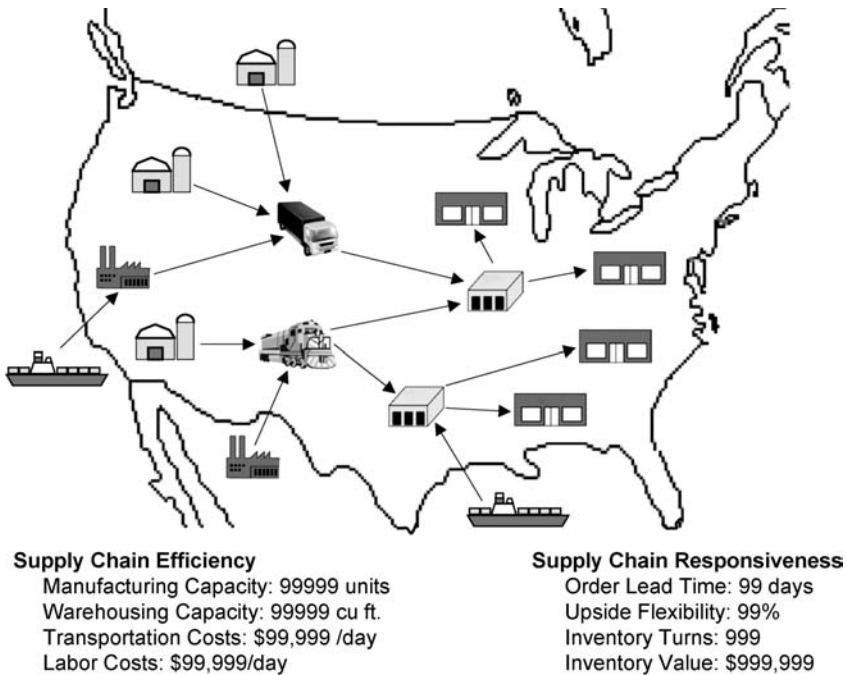 Supply Chain Efficiency
Manufacturing Capacity: 99999 units
Warehousing Capacity: 99999 cu ft.
Transportation Costs: $99,999 /day
Labor Costs: $99,999/day
Supply Chain Responsiveness
Order Lead Time: 99 days
Upside Flexibility: 99%
Inventory Turns: 999
Inventory Value: $999,999